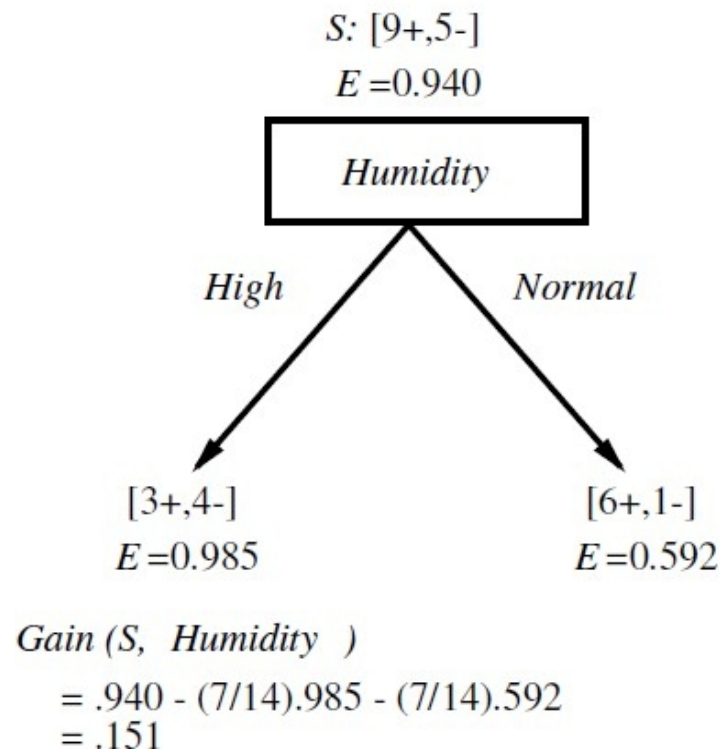 S: [9+,5-]
E =0.940
Humidity
High
Normal
[3+,4-]
[6+,1-]
E =0.985
E =0.592
Gain (S, Humidity )
= .940 - (7/14).985 - (7/14).592
= .151